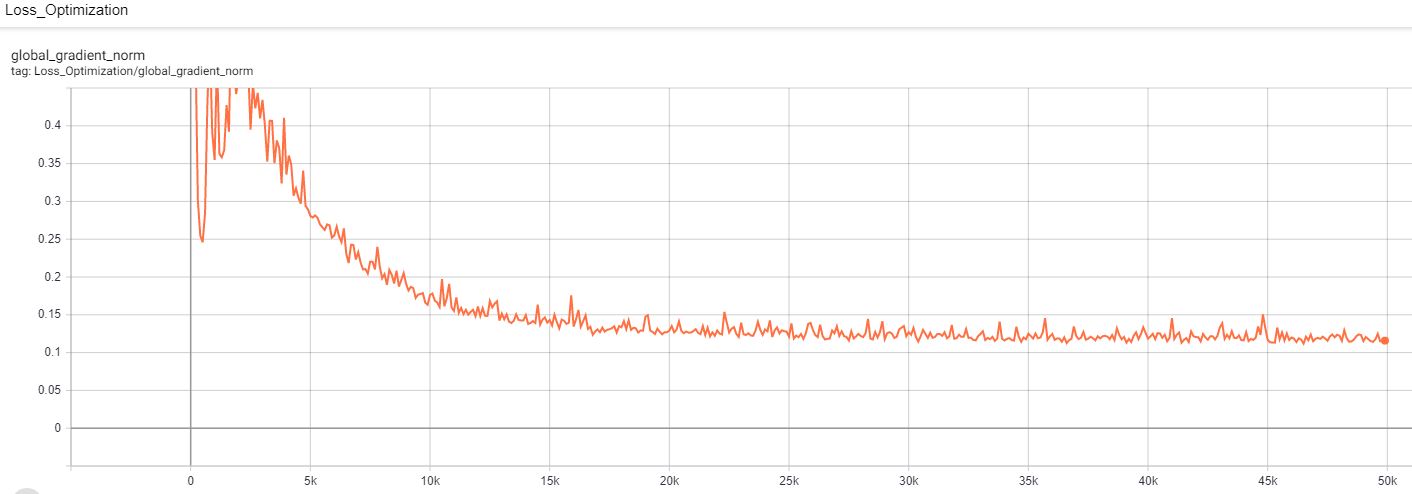 Loss_Optimization
global_gradient_norm
tag: Loss_Optimization/global_gradient_norm
0.4
0.35
0.3
0.25
0.2
0.15
0.1
0.05
0
0 5k 10k 15k 20k 25k 30k 35k 40k 45k 50k